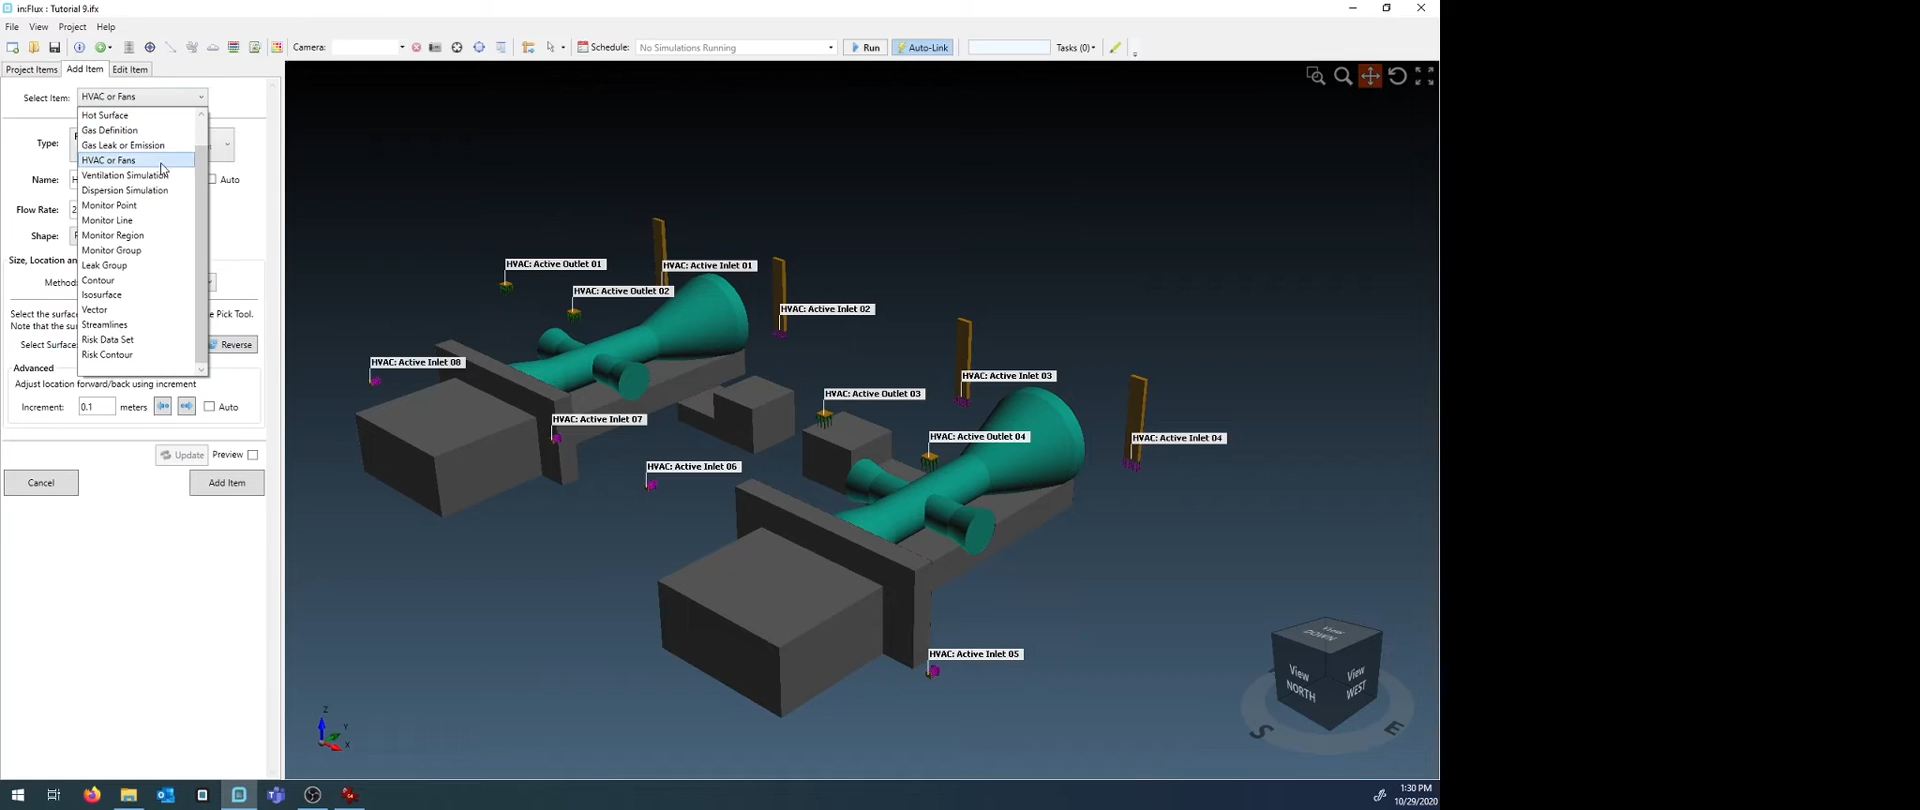 in:Flux : Tutorial 9.ifx
File View Project Help
Camera:
Schedule: No Simulations Running
Run
Auto-Link
Tasks (0)
Project Items Add Item Edit Item
Select Item: HVAC or Fans
Hot Surface
Gas Definition
Gas Leak or Emission
HVAC or Fans
Ventilation Simulation
Dispersion Simulation
Monitor Point
Monitor Line
Monitor Region
Monitor Group
Leak Group
Contour
Isosurface
Vector
Streamlines
Risk Data Set
Risk Contour
Type:
Name: H Auto
Flow Rate: 2
Shape:
Size, Location an
Method:
Select the surfac e Pick Tool.
Note that the su
Select Surface Reverse
Advanced
Adjust location forward/back using increment
Increment: 0.1 meters Auto
Update Preview
Cancel Add Item
HVAC: Active Outlet 01
HVAC: Active Inlet 01
HVAC: Active Outlet 02
HVAC: Active Inlet 02
HVAC: Active Inlet 08
HVAC: Active Inlet 03
HVAC: Active Outlet 03
HVAC: Active Inlet 07
HVAC: Active Outlet 04
HVAC: Active Inlet 04
HVAC: Active Inlet 06
HVAC: Active Inlet 05
View DOWN
View NORTH
View WEST
S E
Z
Y
X
1:30 PM
10/29/2020